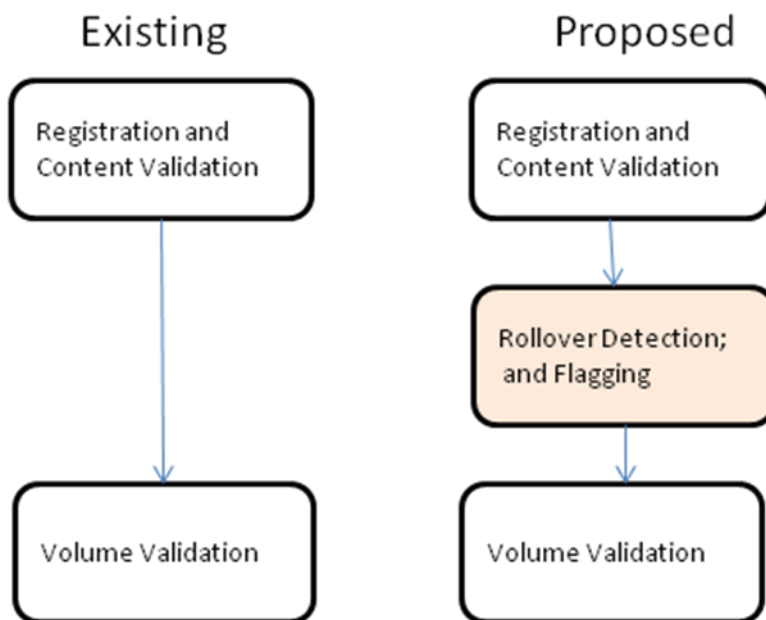 Existing
Registration and
Content Validation
Volume Validation
Proposed
Registration and
Content Validation
Rollover Detection;
and Flagging
Volume Validation